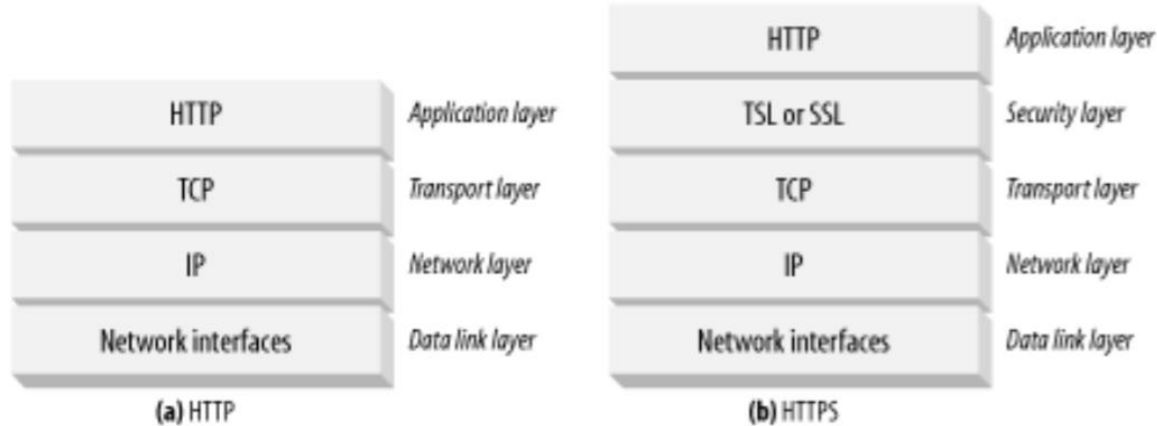 HTTP Application layer
TCP Transport layer
IP Network layer
Network interfaces Data link layer
(a) HTTP
HTTP Application layer
TSL or SSL Security layer
TCP Transport layer
IP Network layer
Network interfaces Data link layer
(b) HTTPS